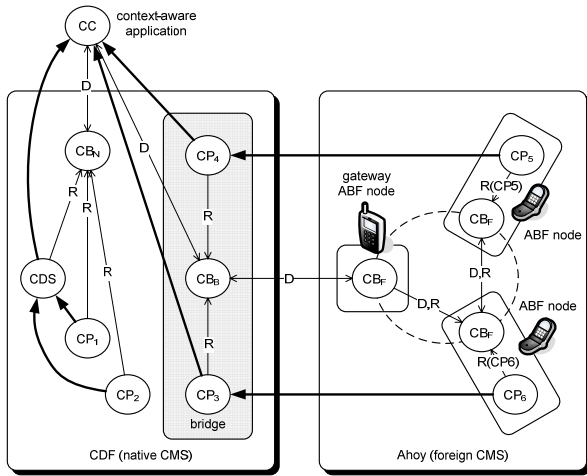 CC
context-aware
application
D
CB_N
D
CP_4
CP_5
gateway
ABF node
R(CP5)
R
R
R
CB_F
ABF node
R
CDS
CB_B
D
CB_F
D,R
D,R
ABF node
CP_1
R
CB_F
R(CP6)
CP_2
CP_3
CP_6
bridge
CDF (native CMS)
Ahoy (foreign CMS)